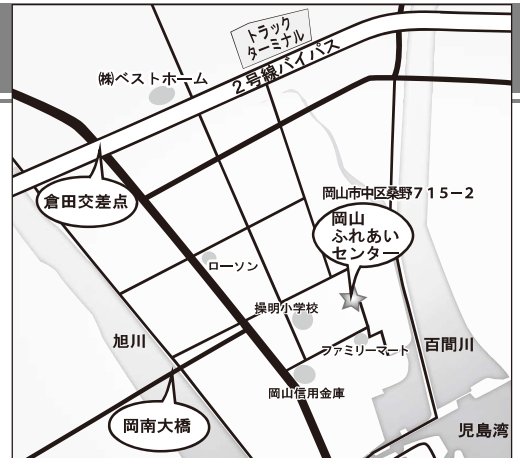 トラック
ターミナル
２号線バイパス
㈱ベストホーム
倉田交差点
岡山市中区桑野７１５－２
岡山
ふれあい
センター
ローソン
操明小学校
旭川
ファミリーマート
百間川
岡山信用金庫
岡南大橋
児島湾